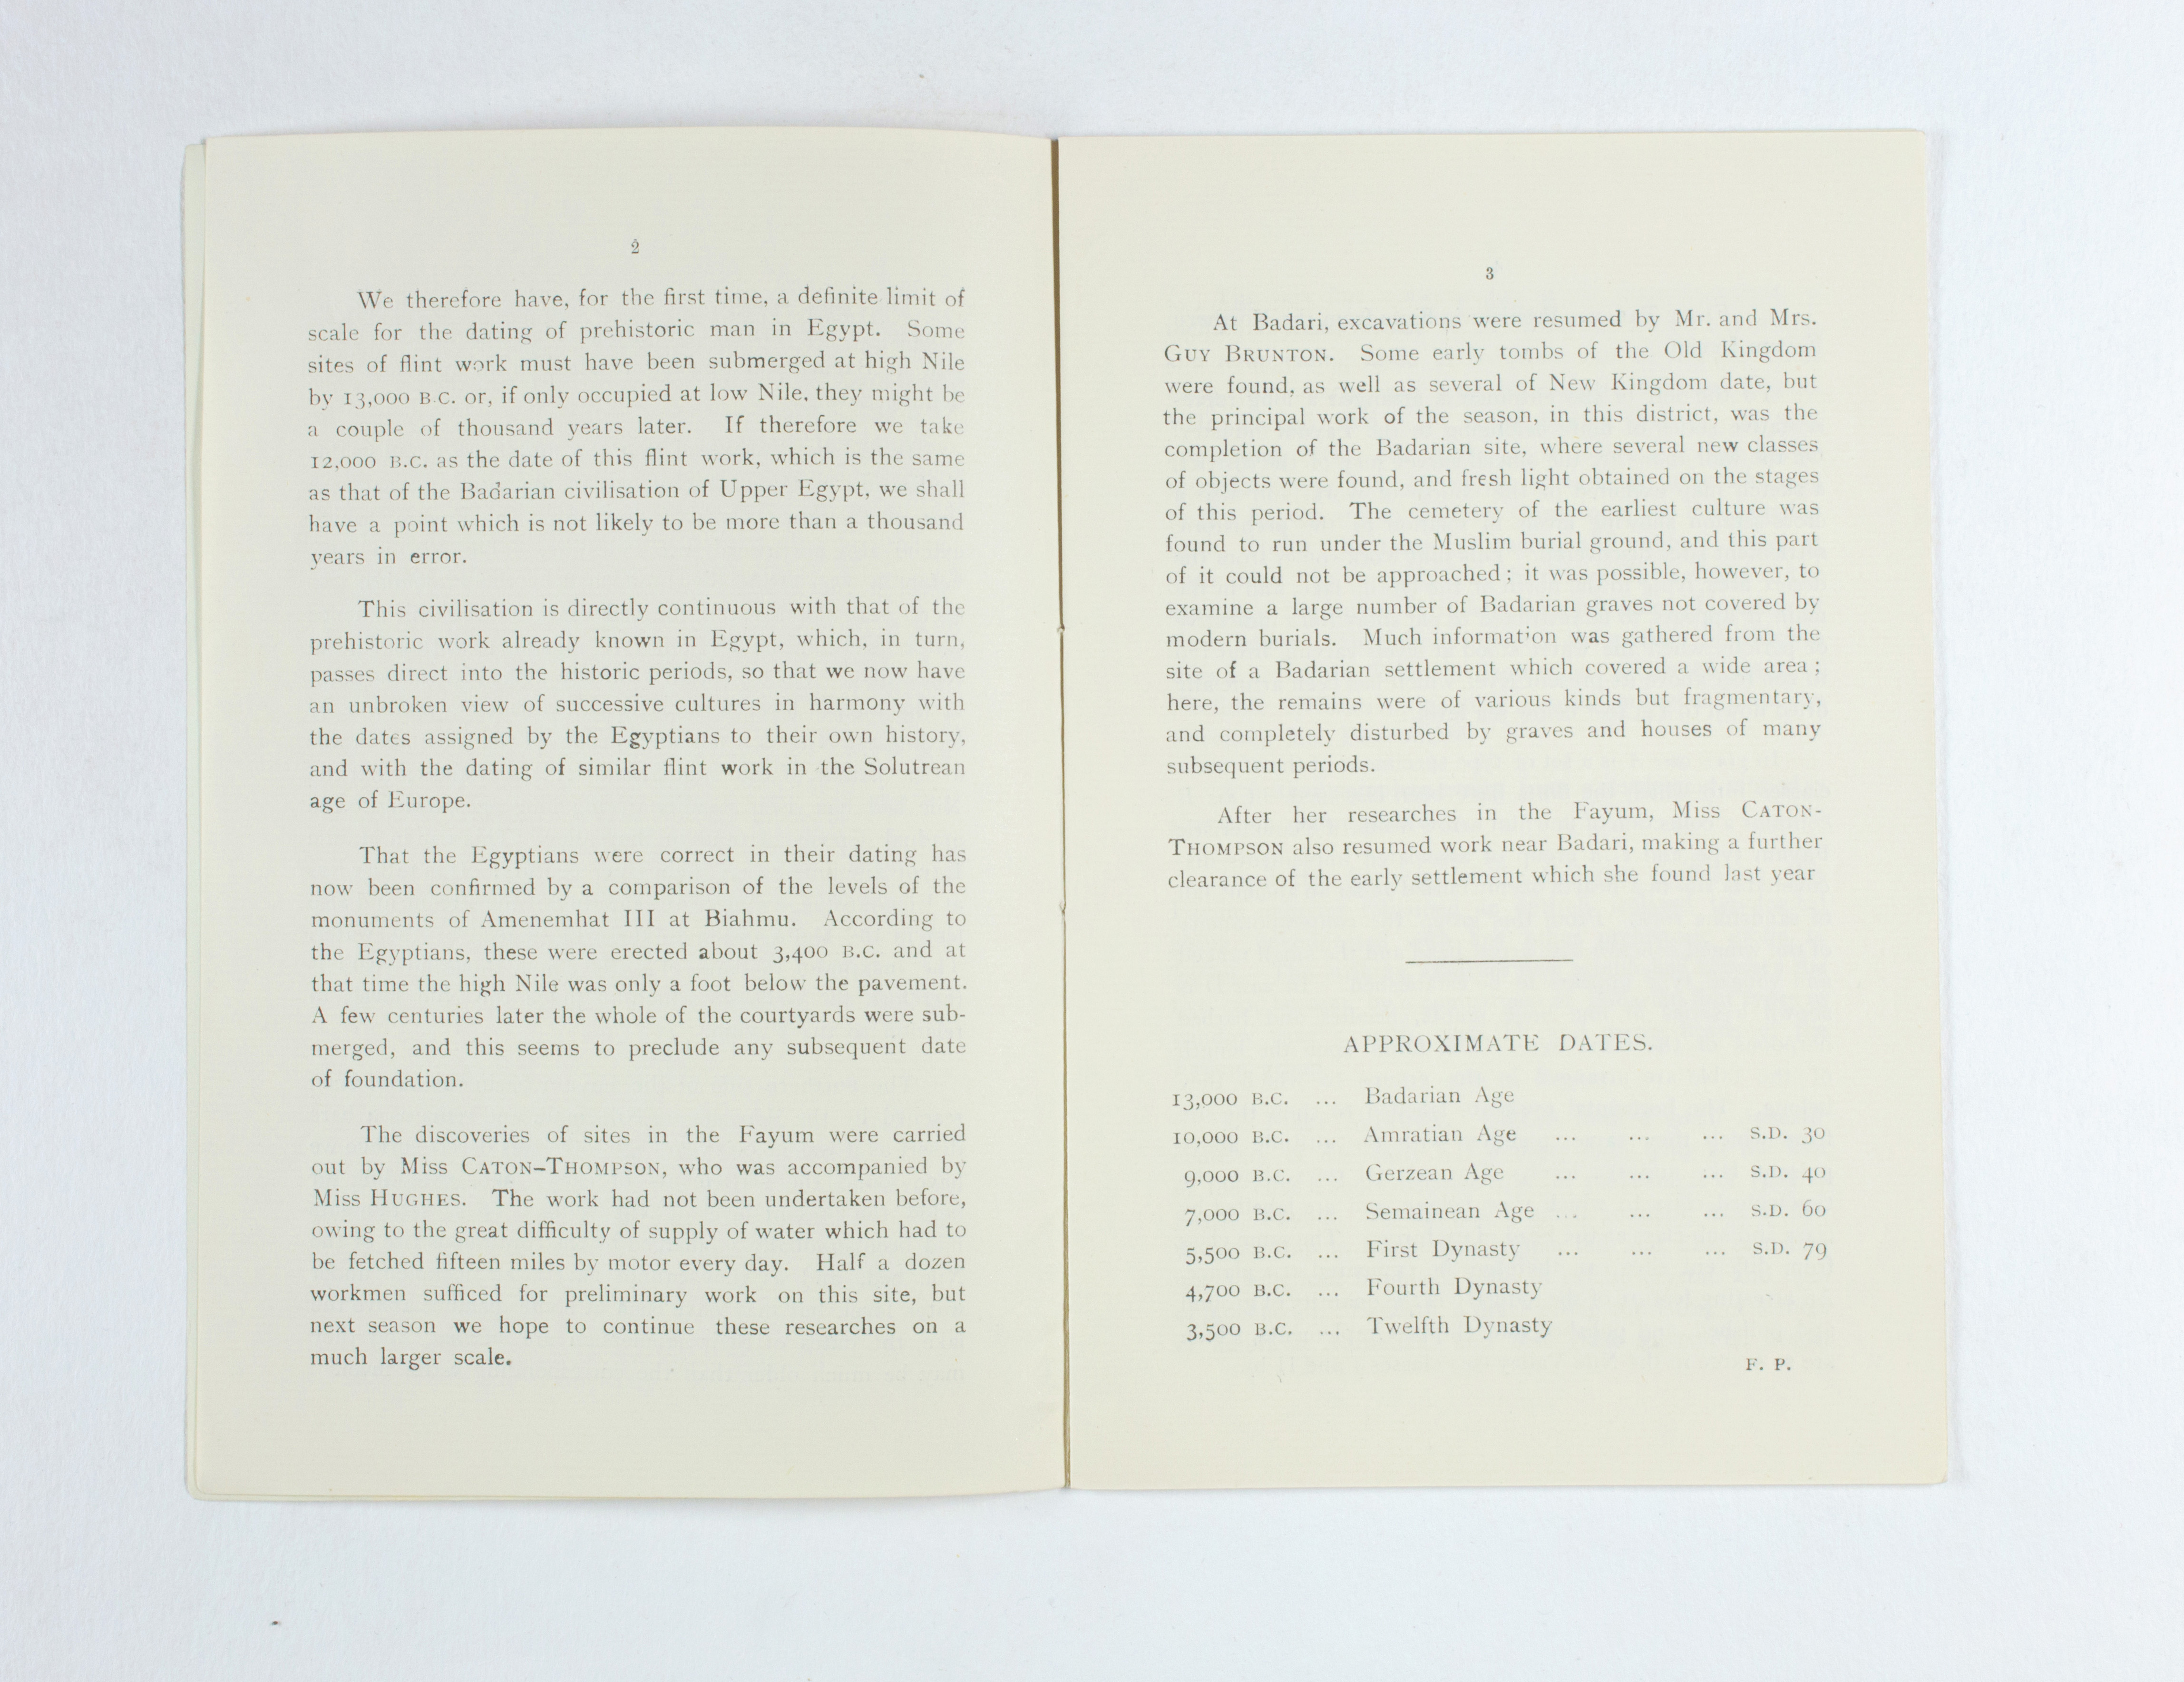 2
We therefore have, for the first time, a definite limit of
scale for the dating of prehistoric man in Egypt. Some
sites of flint work must have been submerged at high Nile
by 13,000 B.C. or, if only occupied at low Nile, they might be
a couple of thousand years later. If therefore we take
12,000 B.C. as the date of this flint work, which is the same
as that of the Badarian civilisation of Upper Egypt, we shall
have a point which is not likely to be more than a thousand
years in error.
This civilisation is directly continuous with that of the
prehistoric work already known in Egypt, which, in turn,
passes direct into the historic periods, so that we now have
an unbroken view of successive cultures in harmony with
the dates assigned by the Egyptians to their own history,
and with the dating of similar flint work in the Solutrean
age of Europe.
That the Egyptians were correct in their dating has
now been confirmed by a comparison of the levels of the
monuments of Amenemhat III at Biahmu. According to
the Egyptians, these were erected about 3,400 B.C. and at
that time the high Nile was only a foot below the pavement.
A few centuries later the whole of the courtyards were sub-
merged, and this seems to preclude any subsequent date
of foundation.
The discoveries of sites in the Fayum were carried
out by Miss CATON–THOMPSON, who was accompanied by
Miss HUGHES. The work had not been undertaken before,
owing to the great difficulty of supply of water which had to
be fetched fifteen miles by motor every day. Half a dozen
workmen sufficed for preliminary work on this site, but
next season we hope to continue these researches on a
much larger scale.
3
At Badari, excavations were resumed by Mr. and Mrs.
GUY BRUNTON. Some early tombs of the Old Kingdom
were found, as well as several of New Kingdom date, but
the principal work of the season, in this district, was the
completion of the Badarian site, where several new classes
of objects were found, and fresh light obtained on the stages
of this period. The cemetery of the earliest culture was
found to run under the Muslim burial ground, and this part
of it could not be approached; it was possible, however, to
examine a large number of Badarian graves not covered by
modern burials. Much information was gathered from the
site of a Badarian settlement which covered a wide area;
here, the remains were of various kinds but fragmentary,
and completely disturbed by graves and houses of many
subsequent periods.
After her researches in the Fayum, Miss CATON-
THOMPSON also resumed work near Badari, making a further
clearance of the early settlement which she found last year
APPROXIMATE DATES.
13,000 B.C. ... Badarian Age
10,000 B.C. ... Amratian Age ... ... ... S.D. 30
9,000 B.C. ... Gerzean Age ... ... ... S.D. 40
7,000 B.C. ... Semainean Age ... ... ... S.D. 60
5,500 B.C. ... First Dynasty ... ... ... S.D. 79
4,700 B.C. ... Fourth Dynasty
3,500 B.C. ... Twelfth Dynasty
F. P.